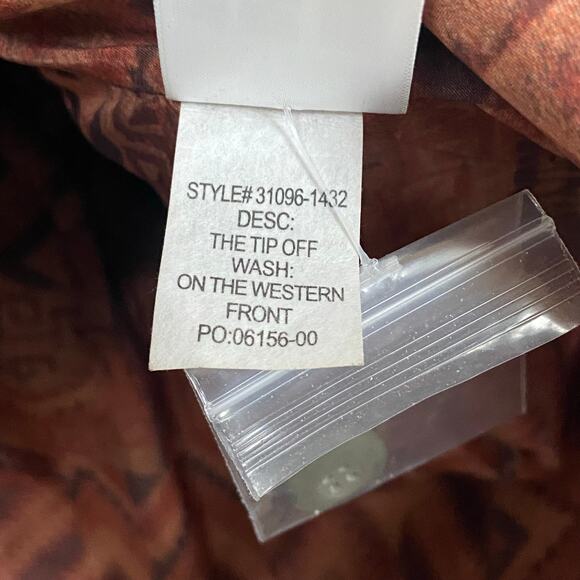 STYLE# 31096-1432
DESC:
THE TIP OFF
WASH:
ON THE WESTERN
FRONT
PO:06156-00